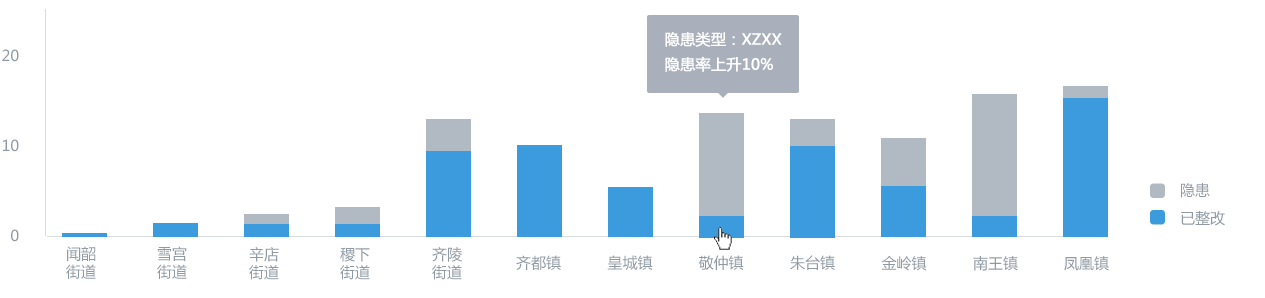 隐患类型：XZXX
隐患率上升10%
20
10
0
隐患
已整改
闻韶
街道
雪宫
街道
辛店
街道
稷下
街道
齐陵
街道
齐都镇
皇城镇
敬仲镇
朱台镇
金岭镇
南王镇
凤凰镇